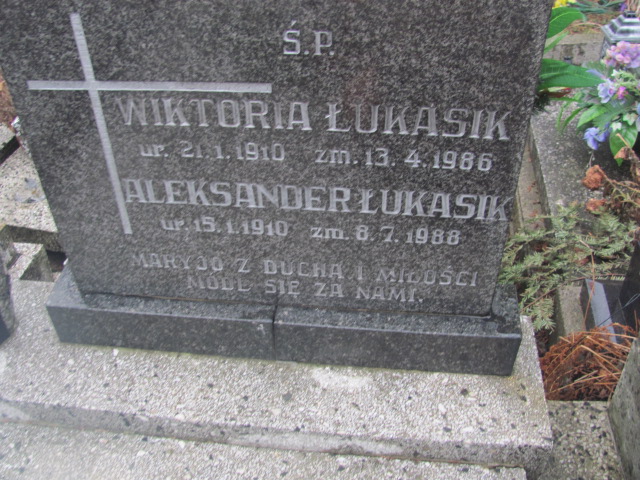 Ś.P.
WIKTORIA ŁUKASIK
ur. 21.1.1910 zm. 13.4.1986
ALEKSANDER ŁUKASIK
ur. 15.1.1910 zm. 8.7.1988
MARYJO Z DUCHA I MIŁOŚCI
MÓDL SIĘ ZA NAMI.